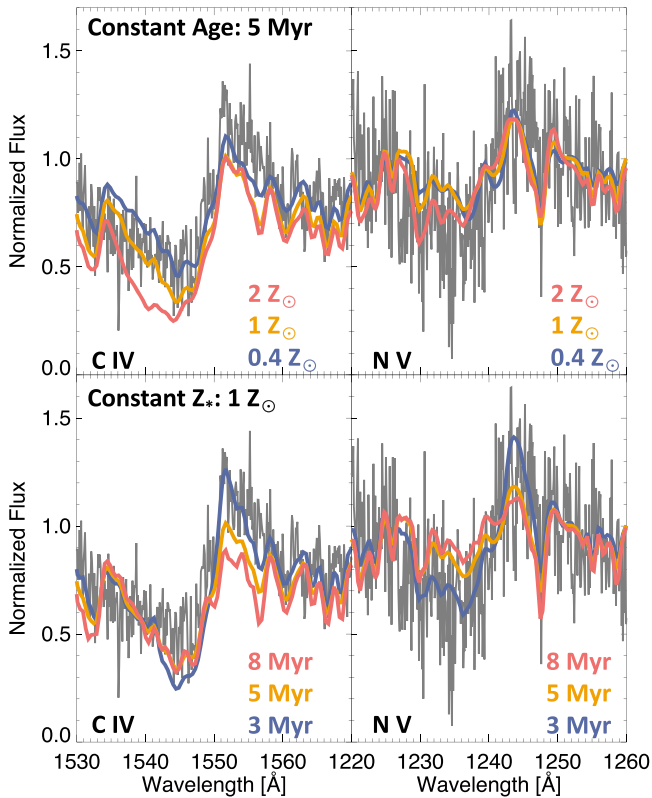 Constant Age: 5 Myr
Normalized Flux
1.5
1.0
0.5
0.0
2 Z☉
1 Z☉
0.4 Z☉
C IV
2 Z☉
1 Z☉
0.4 Z☉
N V
Constant Z*: 1 Z☉
Normalized Flux
1.5
1.0
0.5
0.0
8 Myr
5 Myr
3 Myr
C IV
8 Myr
5 Myr
3 Myr
N V
1530 1540 1550 1560 1220 1230 1240 1250 1260
Wavelength [Å] Wavelength [Å]